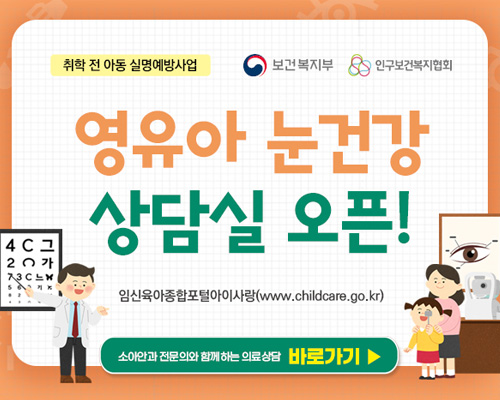 취학 전 아동 실명예방사업
보건복지부
인구보건복지협회
영유아 눈건강
상담실 오픈!
임신육아종합포털아이사랑(www.childcare.go.kr)
소아안과 전문의와 함께하는 의료상담 바로가기 ▶